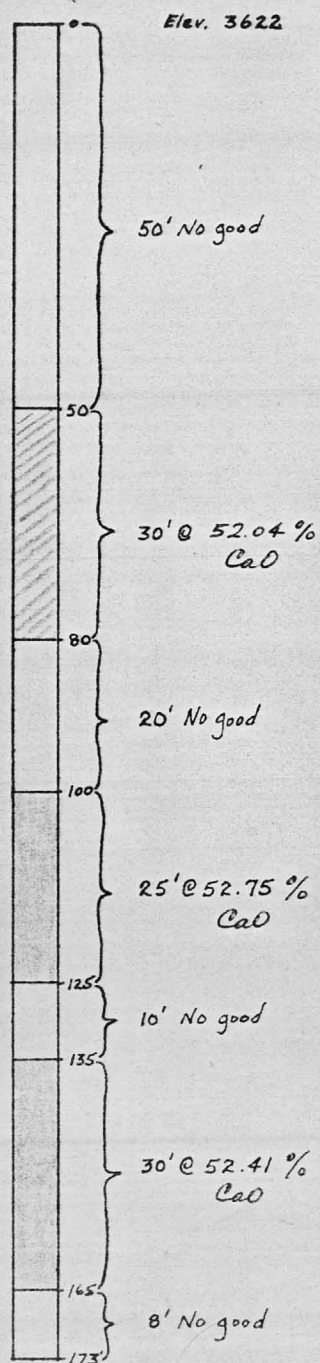 0 Elev. 3622
50' No good
50
30' @ 52.04 %
CaO
80
20' No good
100
25' @ 52.75 %
CaO
125
10' No good
135
30' @ 52.41 %
CaO
165
8' No good
173